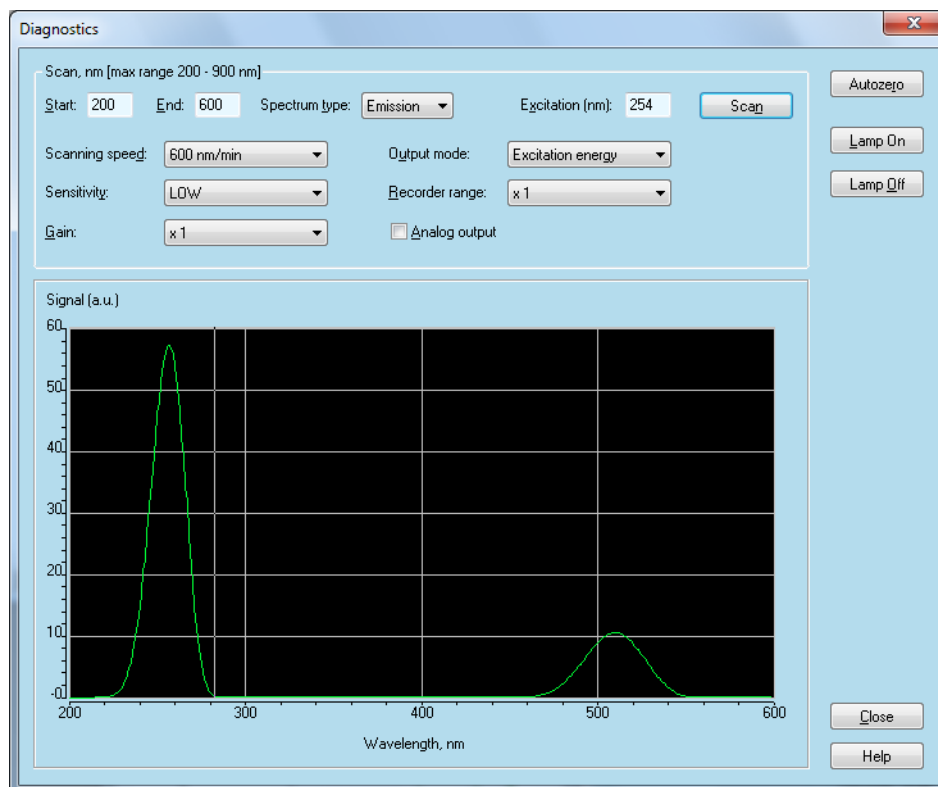 Diagnostics
Scan, nm [max range 200 - 900 nm]
Start: 200 End: 600 Spectrum type: Emission Excitation (nm): 254 Scan
Autozero
Scanning speed: 600 nm/min Output mode: Excitation energy
Lamp On
Sensitivity: LOW Recorder range: x 1
Lamp Off
Gain: x 1 Analog output
Signal (a.u.)
60
50
40
30
20
10
-0
200 300 400 500 600
Wavelength, nm
Close
Help